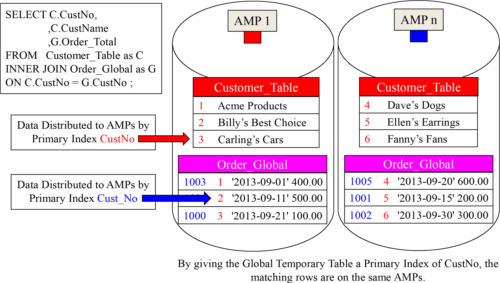 SELECT C.CustNo,
,C.CustName
,G.Order_Total
FROM Customer_Table as C
INNER JOIN Order_Global as G
ON C.CustNo = G.CustNo ;
Data Distributed to AMPs by
Primary Index CustNo
Data Distributed to AMPs by
Primary Index Cust_No
AMP 1
Customer_Table
1 Acme Products
2 Billy's Best Choice
3 Carling's Cars
Order_Global
1003 1 '2013-09-01' 400.00
2 '2013-09-11' 500.00
1000 3 '2013-09-21' 100.00
AMP n
Customer_Table
4 Dave's Dogs
5 Ellen's Earrings
6 Fanny's Fans
Order_Global
1005 4 '2013-09-20' 600.00
1001 5 '2013-09-15' 200.00
1002 6 '2013-09-30' 300.00
By giving the Global Temporary Table a Primary Index of CustNo, the
matching rows are on the same AMPs.